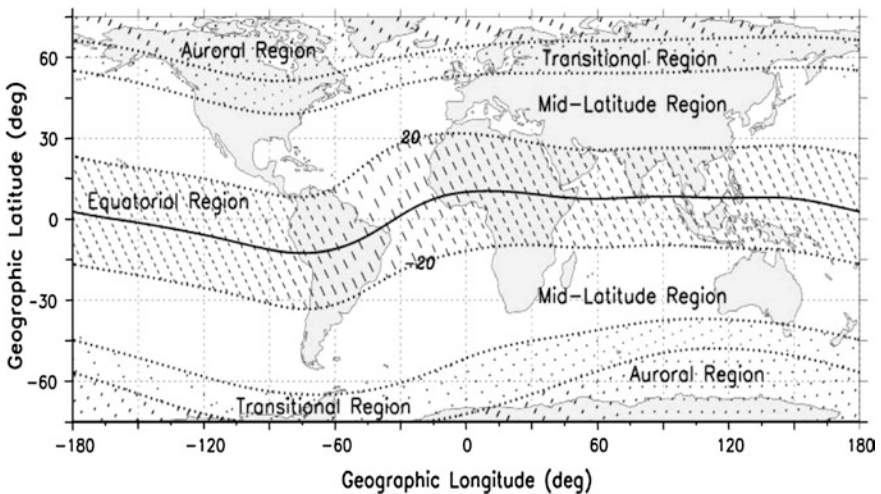 Auroral Region
Transitional Region
Mid-Latitude Region
20
Equatorial Region
-20
Mid-Latitude Region
Auroral Region
Transitional Region
60
30
0
-30
-60
-180
-120
-60
0
60
120
180
Geographic Latitude (deg)
Geographic Longitude (deg)